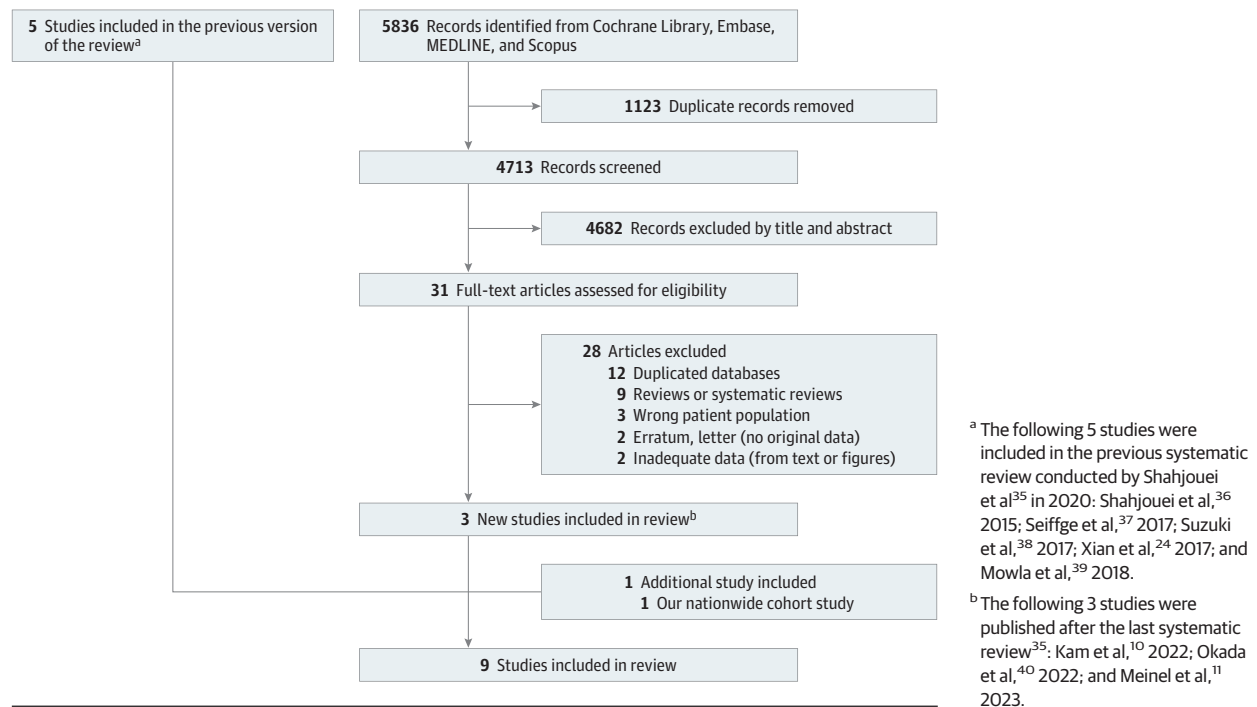 5 Studies included in the previous version
of the reviewᵃ
5836 Records identified from Cochrane Library, Embase,
MEDLINE, and Scopus
1123 Duplicate records removed
4713 Records screened
4682 Records excluded by title and abstract
31 Full-text articles assessed for eligibility
28 Articles excluded
12 Duplicated databases
9 Reviews or systematic reviews
3 Wrong patient population
2 Erratum, letter (no original data)
2 Inadequate data (from text or figures)
3 New studies included in reviewᵇ
1 Additional study included
1 Our nationwide cohort study
9 Studies included in review
ᵃ The following 5 studies were
included in the previous systematic
review conducted by Shahjouei
et al³⁵ in 2020: Shahjouei et al,³⁶
2015; Seiffge et al,³⁷ 2017; Suzuki
et al,³⁸ 2017; Xian et al,²⁴ 2017; and
Mowla et al,³⁹ 2018.
ᵇ The following 3 studies were
published after the last systematic
review³⁵: Kam et al,¹⁰ 2022; Okada
et al,⁴⁰ 2022; and Meinel et al,¹¹
2023.